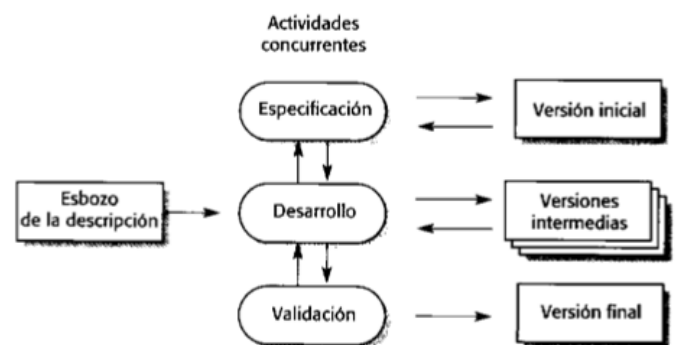 Actividades
concurrentes
Especificación
Versión inicial
Esbozo
de la descripción
Desarrollo
Versiones
intermedias
Validación
Versión final